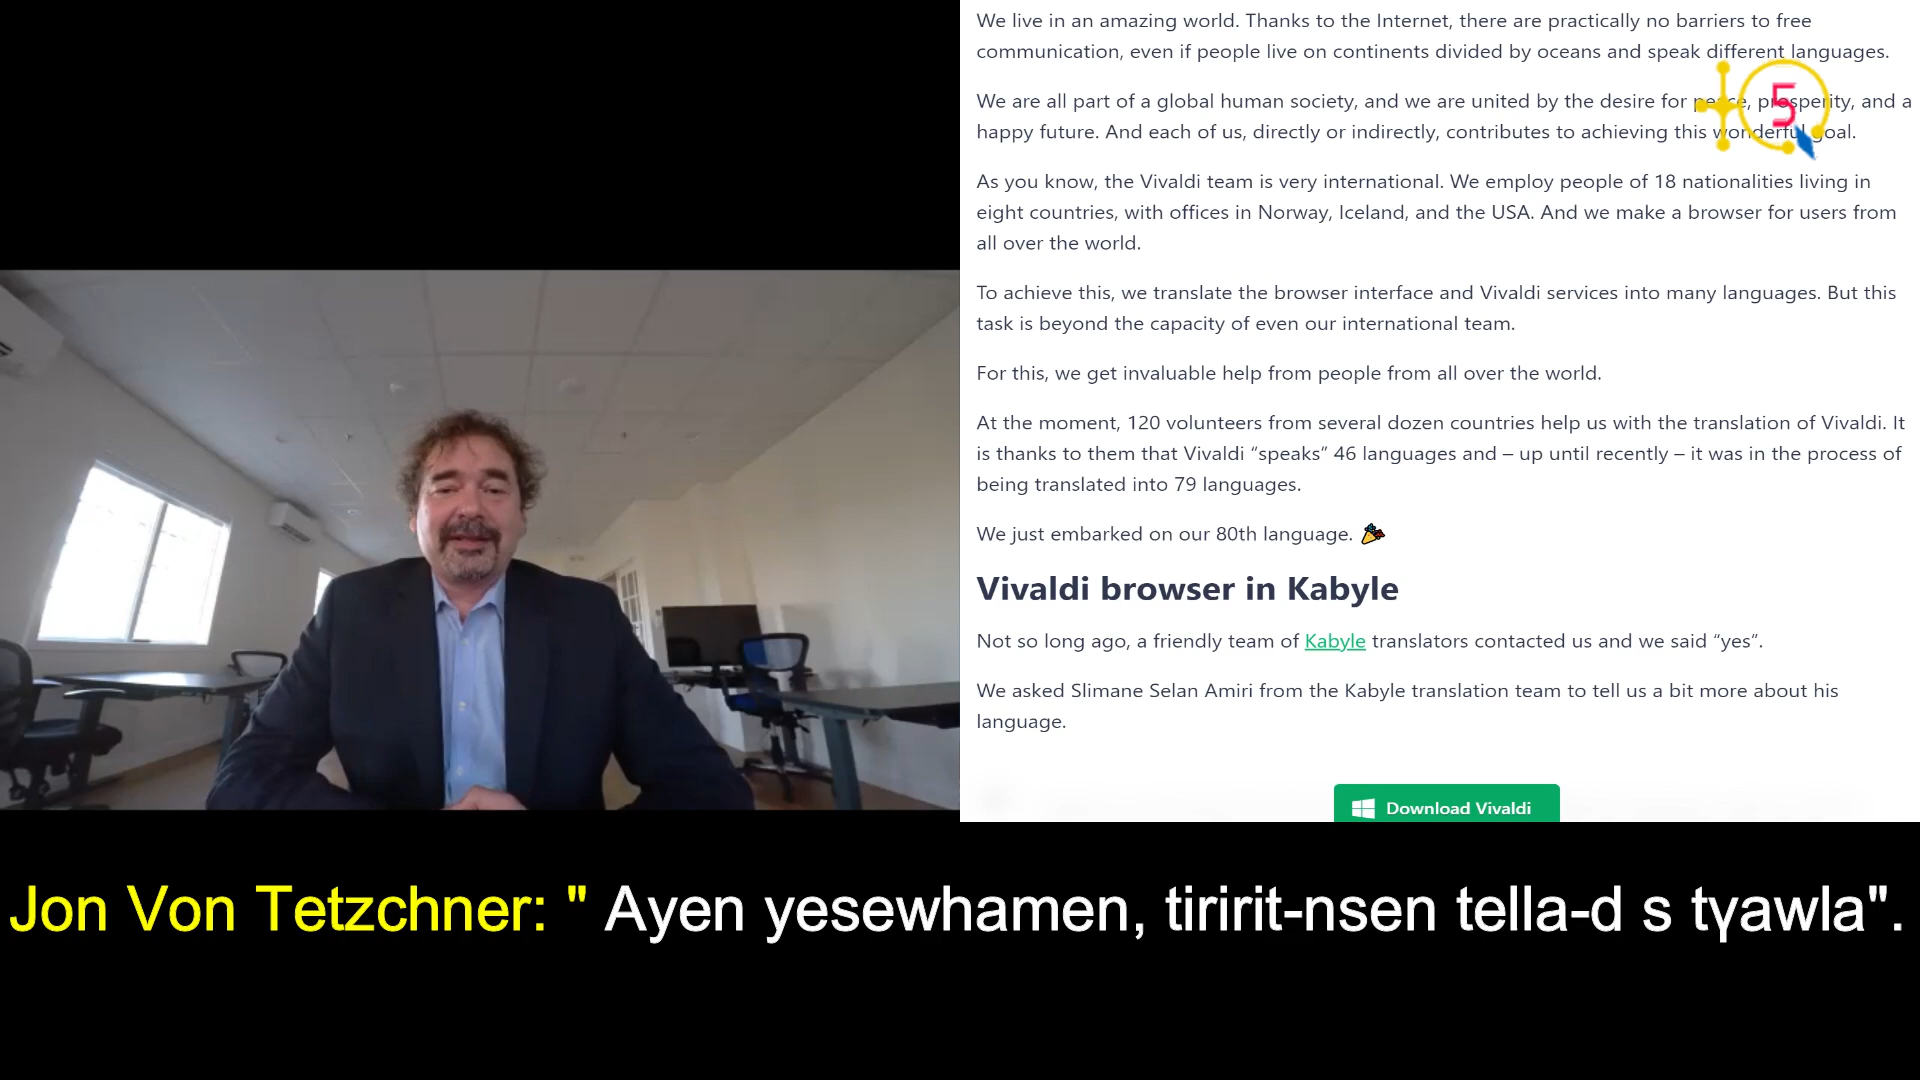 We live in an amazing world. Thanks to the Internet, there are practically no barriers to free
communication, even if people live on continents divided by oceans and speak different languages.
We are all part of a global human society, and we are united by the desire for peace, prosperity, and a
happy future. And each of us, directly or indirectly, contributes to achieving this wonderful goal.
5
As you know, the Vivaldi team is very international. We employ people of 18 nationalities living in
eight countries, with offices in Norway, Iceland, and the USA. And we make a browser for users from
all over the world.
To achieve this, we translate the browser interface and Vivaldi services into many languages. But this
task is beyond the capacity of even our international team.
For this, we get invaluable help from people from all over the world.
At the moment, 120 volunteers from several dozen countries help us with the translation of Vivaldi. It
is thanks to them that Vivaldi “speaks” 46 languages and – up until recently – it was in the process of
being translated into 79 languages.
We just embarked on our 80th language. 🎉
Vivaldi browser in Kabyle
Not so long ago, a friendly team of Kabyle translators contacted us and we said “yes”.
We asked Slimane Selan Amiri from the Kabyle translation team to tell us a bit more about his
language.
Download Vivaldi
Jon Von Tetzchner: " Ayen yesewhamen, tiririt-nsen tella-d s tγawla".